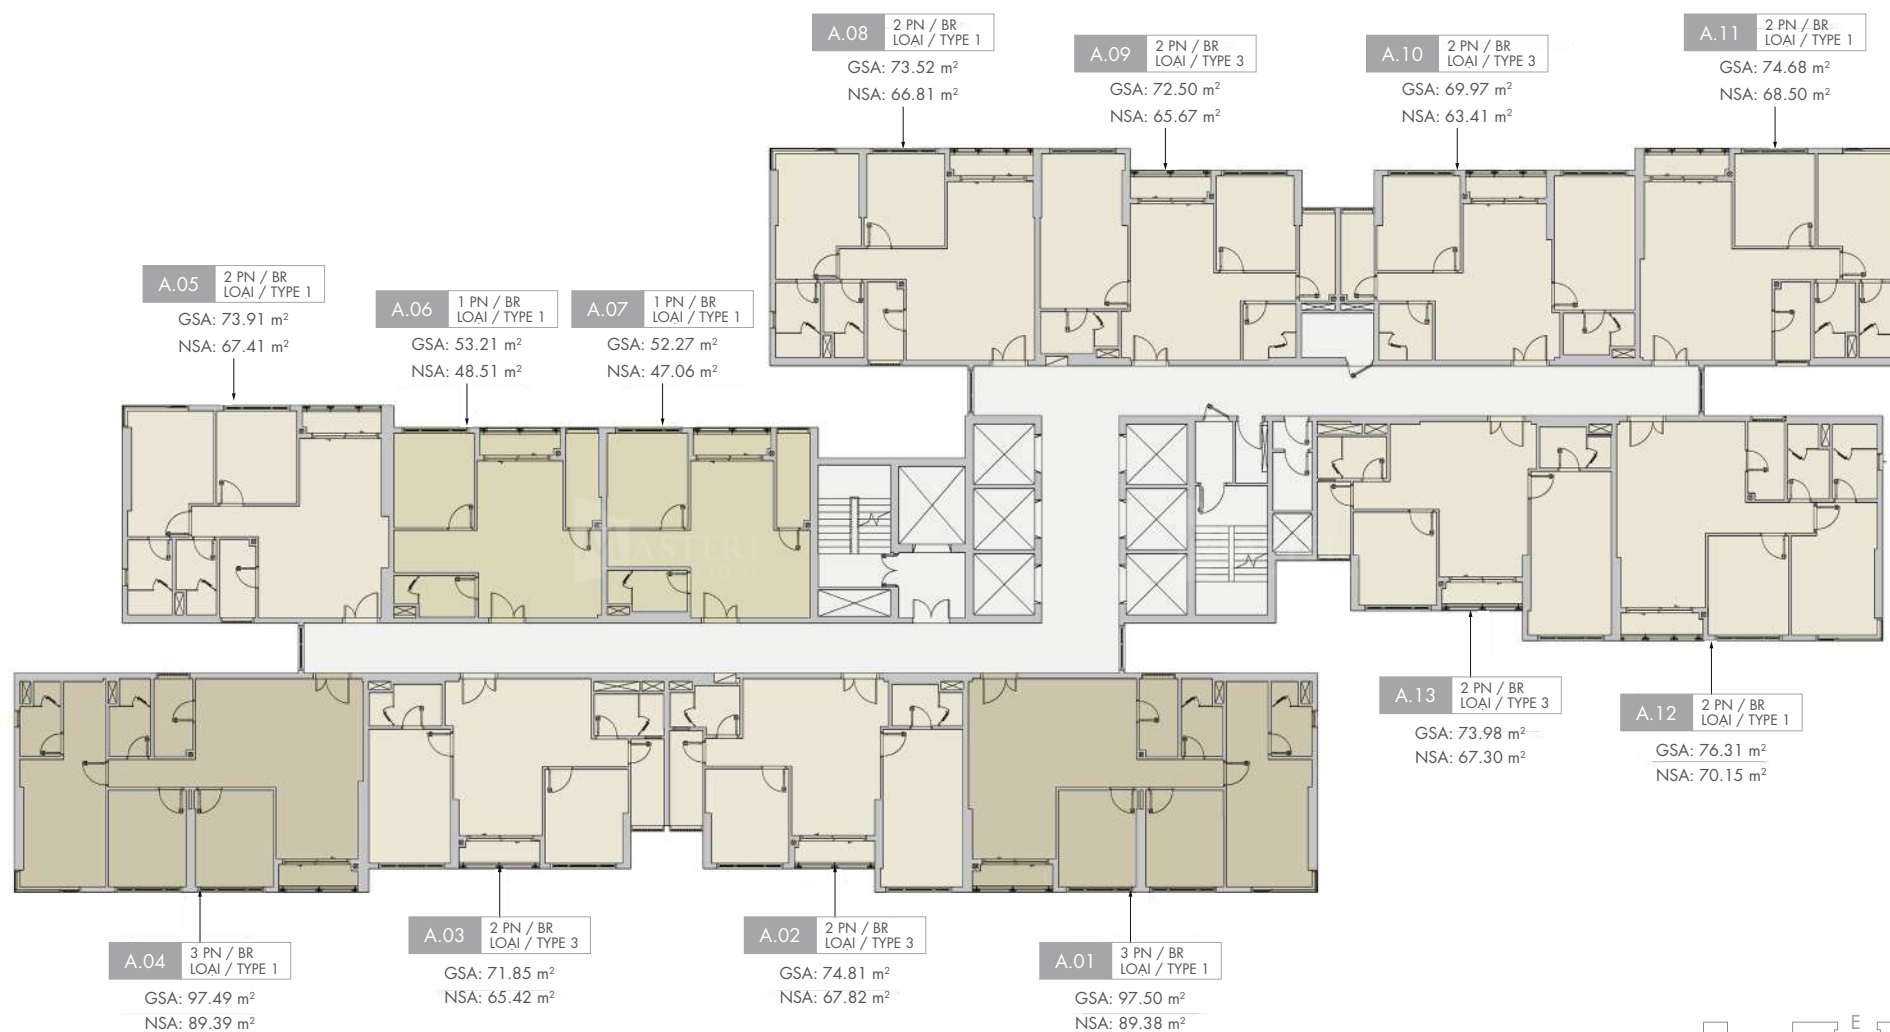 A.08
2 PN / BR
LOẠI / TYPE 1
GSA: 73.52 m²
NSA: 66.81 m²
A.09
2 PN / BR
LOẠI / TYPE 3
GSA: 72.50 m²
NSA: 65.67 m²
A.10
2 PN / BR
LOẠI / TYPE 3
GSA: 69.97 m²
NSA: 63.41 m²
A.11
2 PN / BR
LOẠI / TYPE 1
GSA: 74.68 m²
NSA: 68.50 m²
A.05
2 PN / BR
LOẠI / TYPE 1
GSA: 73.91 m²
NSA: 67.41 m²
A.06
1 PN / BR
LOẠI / TYPE 1
GSA: 53.21 m²
NSA: 48.51 m²
A.07
1 PN / BR
LOẠI / TYPE 1
GSA: 52.27 m²
NSA: 47.06 m²
MASTERI
A.13
2 PN / BR
LOẠI / TYPE 3
GSA: 73.98 m²
NSA: 67.30 m²
A.12
2 PN / BR
LOẠI / TYPE 1
GSA: 76.31 m²
NSA: 70.15 m²
A.04
3 PN / BR
LOẠI / TYPE 1
GSA: 97.49 m²
NSA: 89.39 m²
A.03
2 PN / BR
LOẠI / TYPE 3
GSA: 71.85 m²
NSA: 65.42 m²
A.02
2 PN / BR
LOẠI / TYPE 3
GSA: 74.81 m²
NSA: 67.82 m²
A.01
3 PN / BR
LOẠI / TYPE 1
GSA: 97.50 m²
NSA: 89.38 m²
E